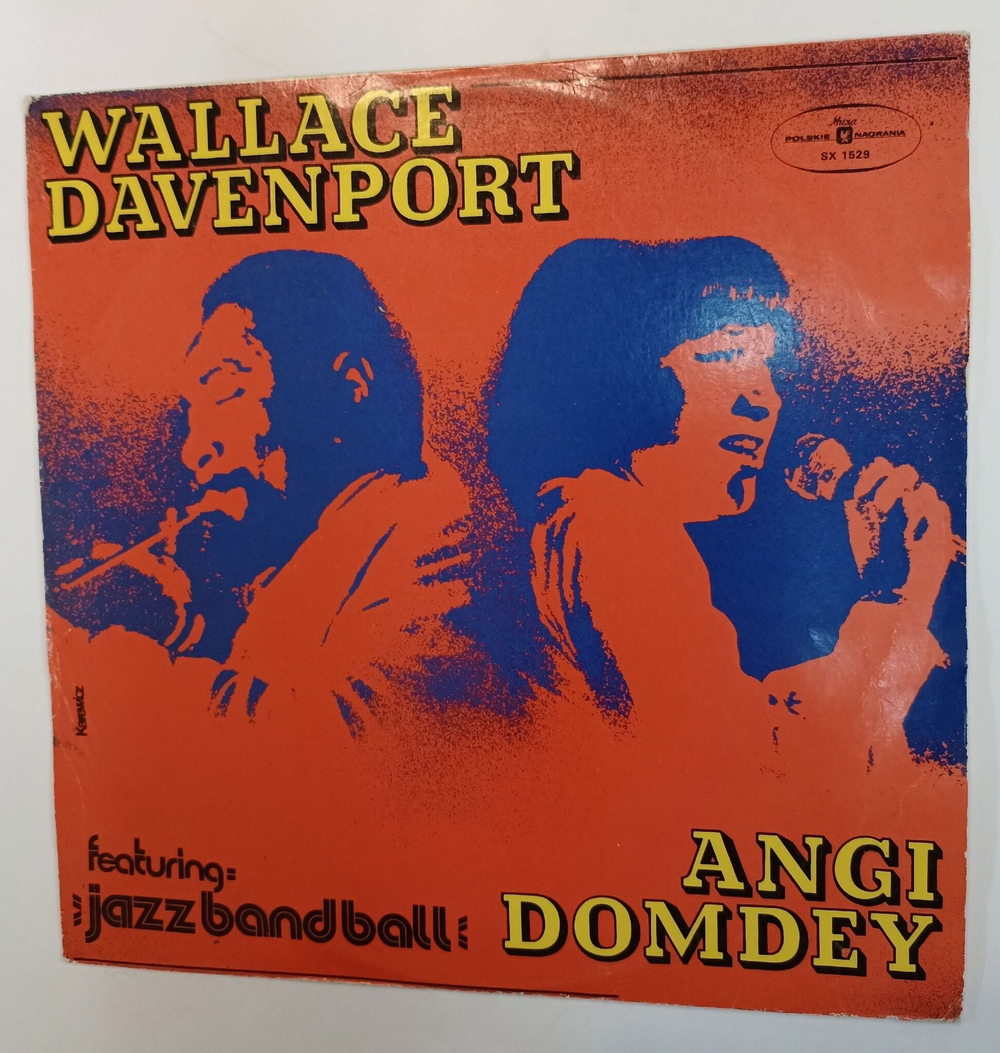 WALLACE
DAVENPORT
Muza
POLSKIE NAGRANIA
SX 1529
featuring:
"jazz band ball"
ANGI
DOMDEY